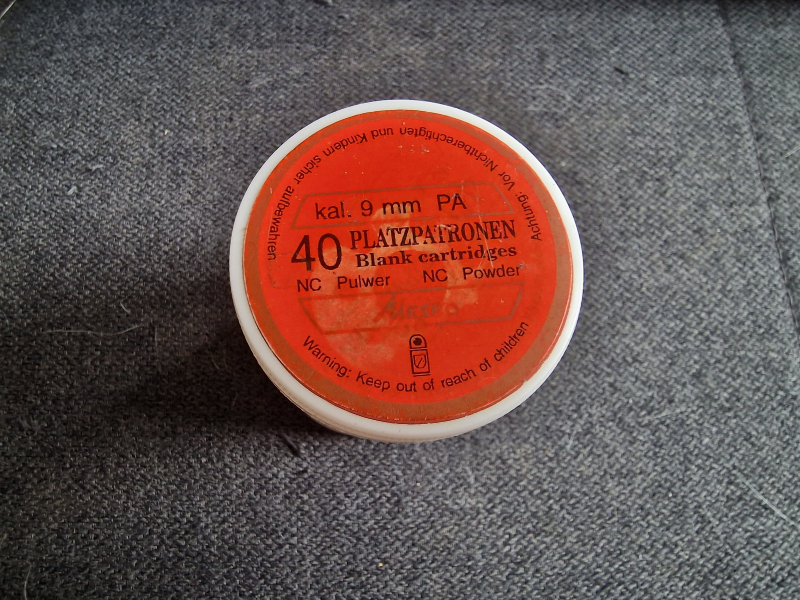 Achtung: Vor Nichtberechtigten und Kindern sicher aufbewahren
kal. 9 mm PA
40 PLATZPATRONEN
Blank cartridges
NC Pulwer NC Powder
Warning: Keep out of reach of children